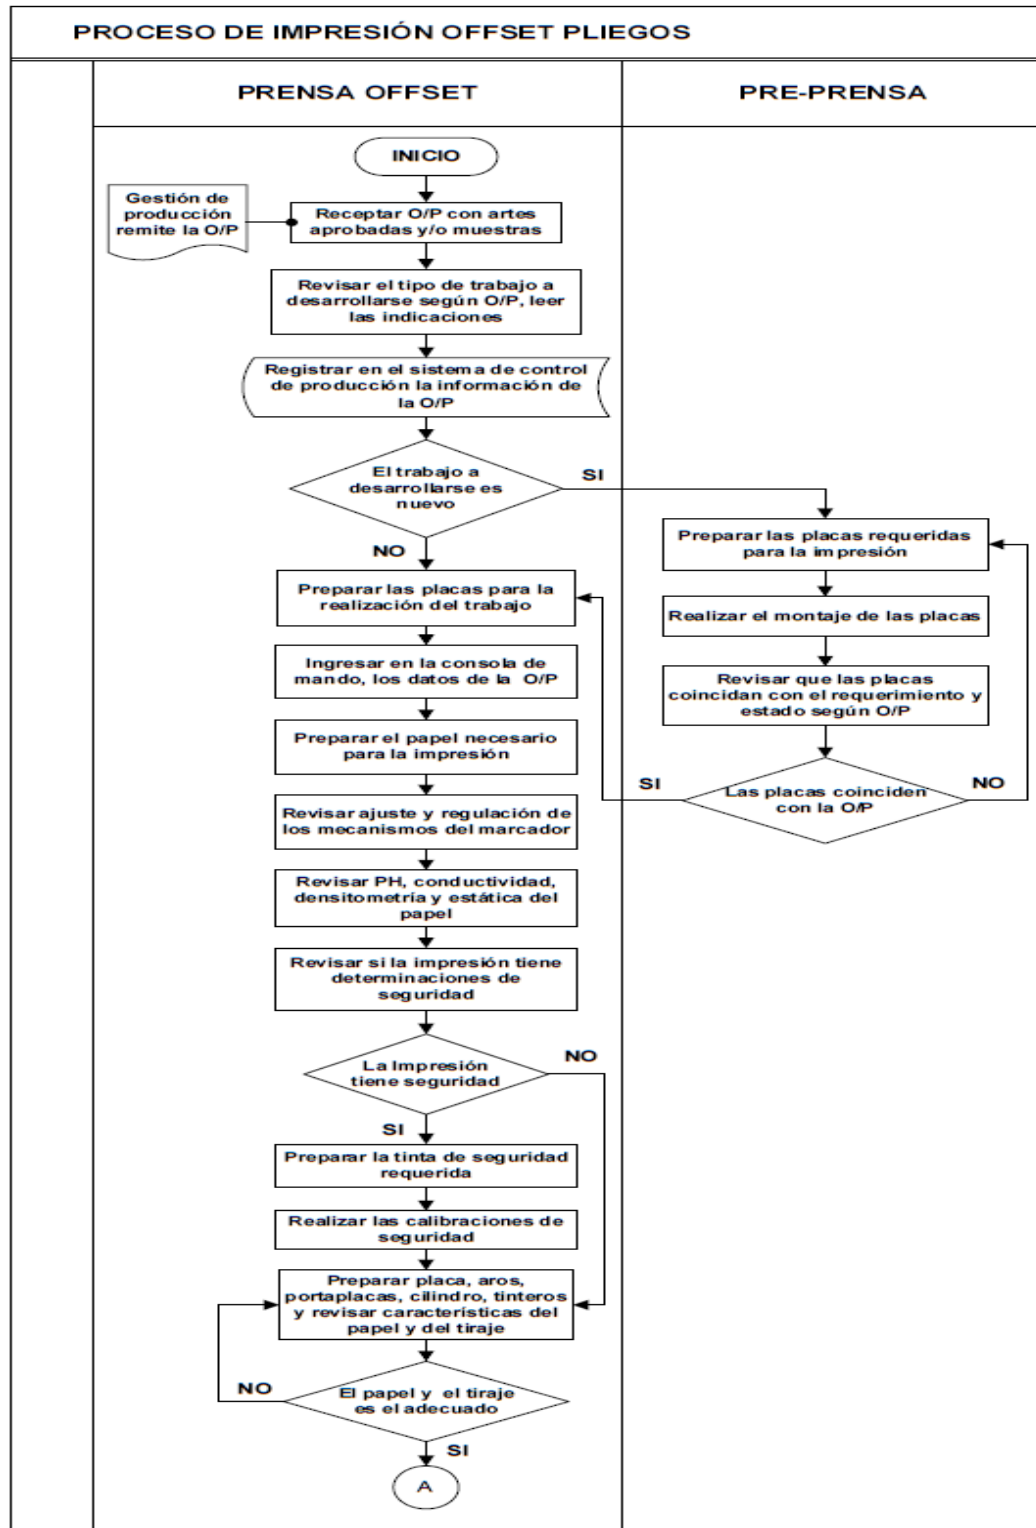 PROCESO DE IMPRESIÓN OFFSET PLIEGOS
PRENSA OFFSET
PRE-PRENSA
INICIO
Gestión de
producción
remite la O/P
Receptar O/P con artes
aprobadas y/o muestras
Revisar el tipo de trabajo a
desarrollarse según O/P, leer
las indicaciones
Registrar en el sistema de control
de producción la información de
la O/P
El trabajo a
desarrollarse es
nuevo
SI
NO
Preparar las placas requeridas
para la impresión
Realizar el montaje de las placas
Revisar que las placas
coincidan con el requerimiento y
estado según O/P
Las placas coinciden
con la O/P
SI
NO
Preparar las placas para la
realización del trabajo
Ingresar en la consola de
mando, los datos de la O/P
Preparar el papel necesario
para la impresión
Revisar ajuste y regulación de
los mecanismos del marcador
Revisar PH, conductividad,
densitometría y estática del
papel
Revisar si la impresión tiene
determinaciones de
seguridad
La Impresión
tiene seguridad
NO
SI
Preparar la tinta de seguridad
requerida
Realizar las calibraciones de
seguridad
Preparar placa, aros,
portaplacas, cilindro, tinteros
y revisar características del
papel y del tiraje
El papel y el tiraje
es el adecuado
NO
SI
A